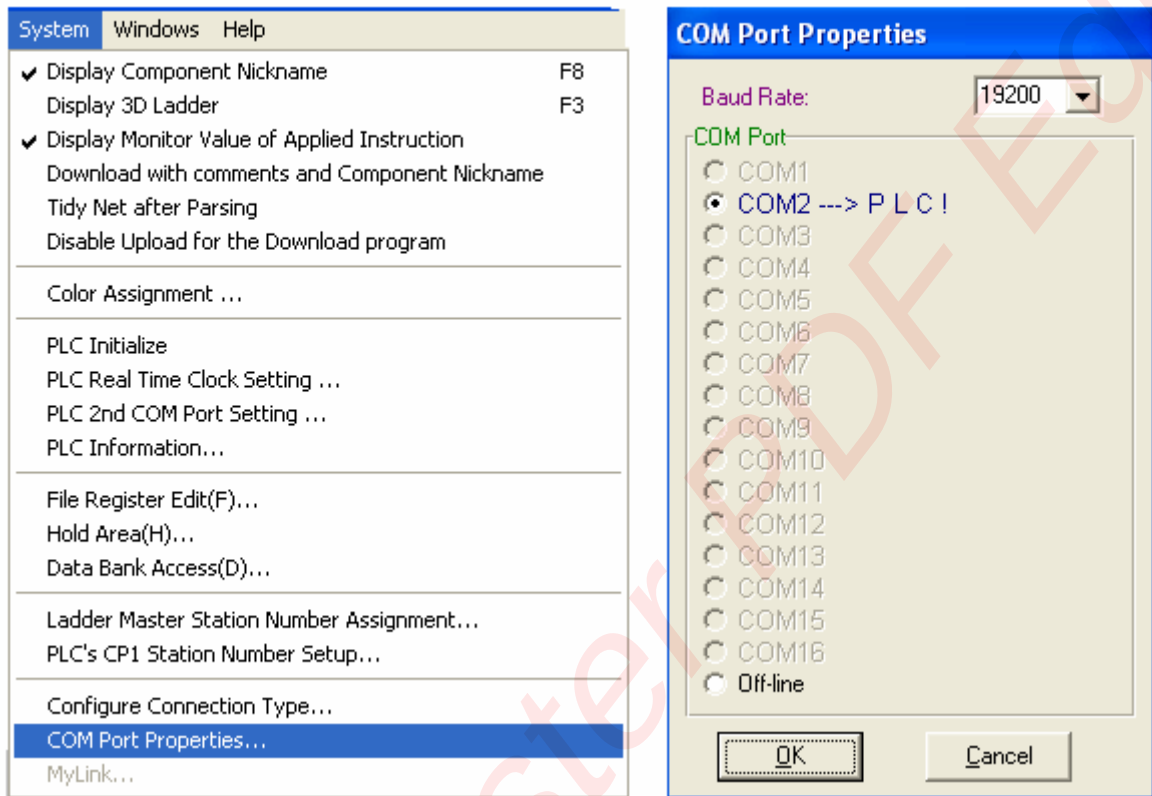 System Windows Help
Display Component Nickname F8
Display 3D Ladder F3
Display Monitor Value of Applied Instruction
Download with comments and Component Nickname
Tidy Net after Parsing
Disable Upload for the Download program
Color Assignment ...
PLC Initialize
PLC Real Time Clock Setting ...
PLC 2nd COM Port Setting ...
PLC Information...
File Register Edit(F)...
Hold Area(H)...
Data Bank Access(D)...
Ladder Master Station Number Assignment...
PLC's CP1 Station Number Setup...
Configure Connection Type...
COM Port Properties...
MyLink...
COM Port Properties
Baud Rate: 19200
COM Port
COM1
COM2 ---> P L C !
COM3
COM4
COM5
COM6
COM7
COM8
COM9
COM10
COM11
COM12
COM13
COM14
COM15
COM16
Off-line
OK Cancel
ster PDF Ed